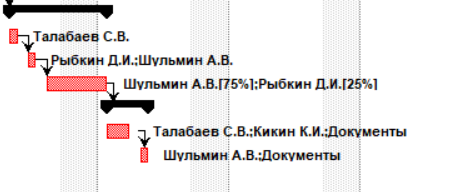 Талабаев С.В.
Рыбкин Д.И.;Шульмин А.В.
Шульмин А.В.[75%];Рыбкин Д.И.[25%]
Талабаев С.В.;Кикин К.И.;Документы
Шульмин А.В.;Документы